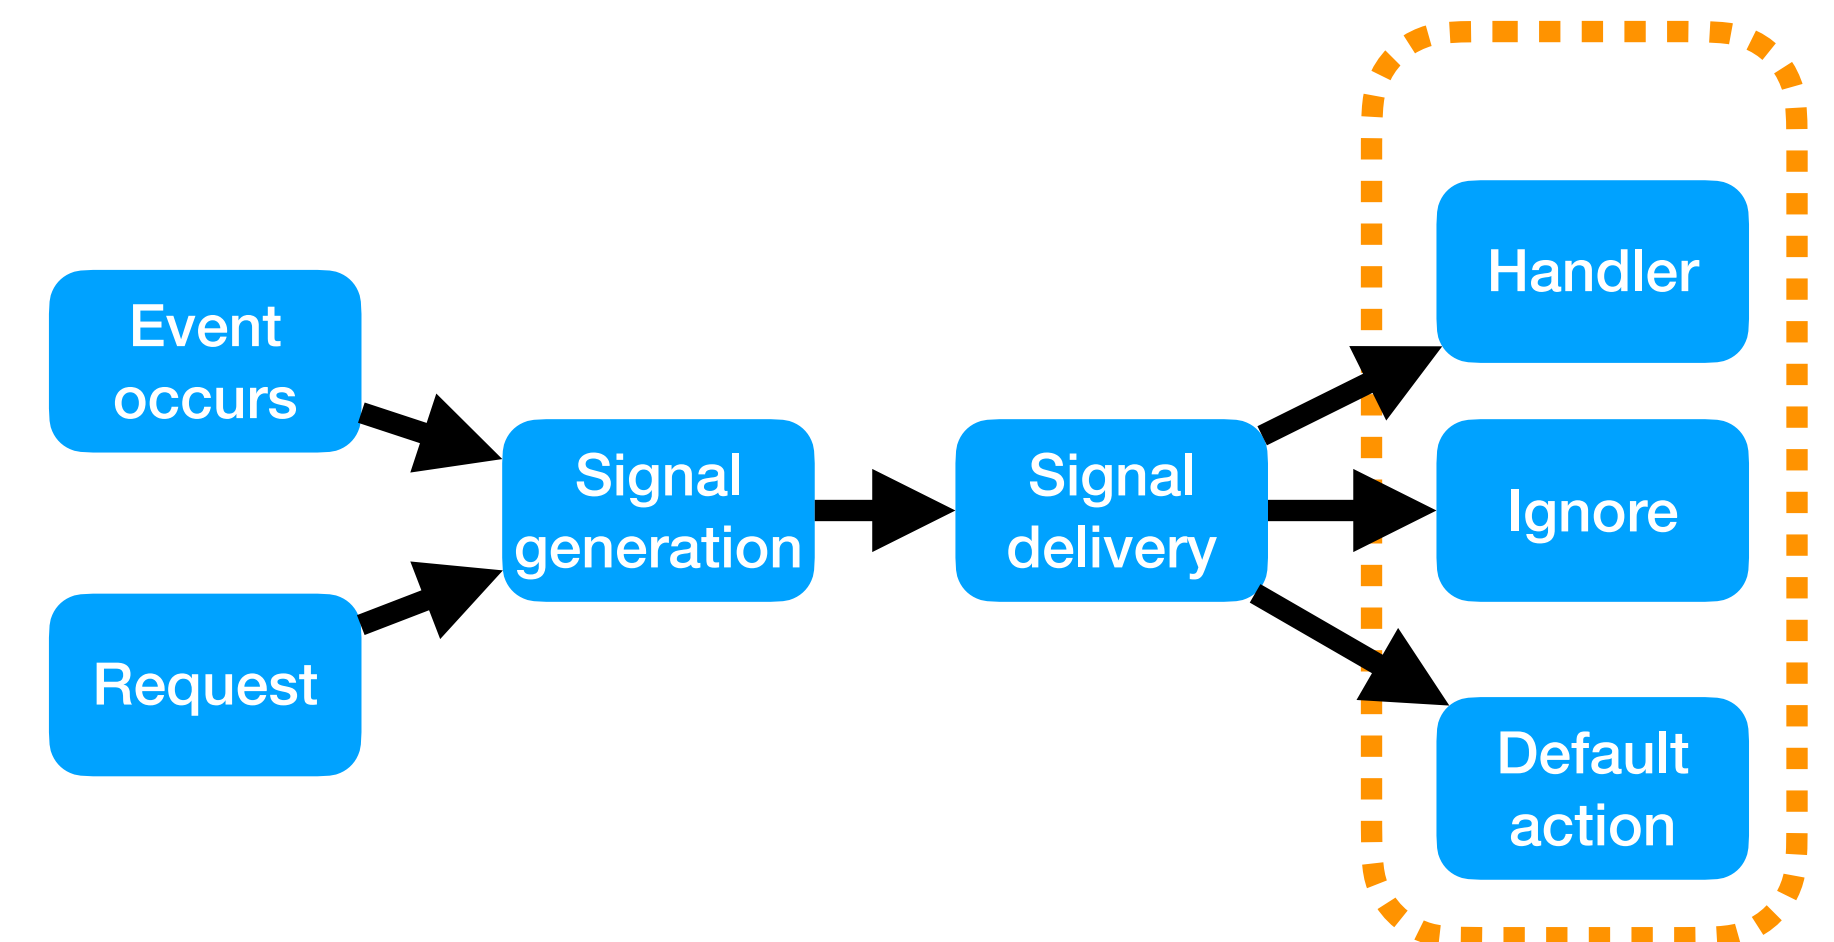 Event
occurs
Request
Signal
generation
Signal
delivery
Handler
Ignore
Default
action